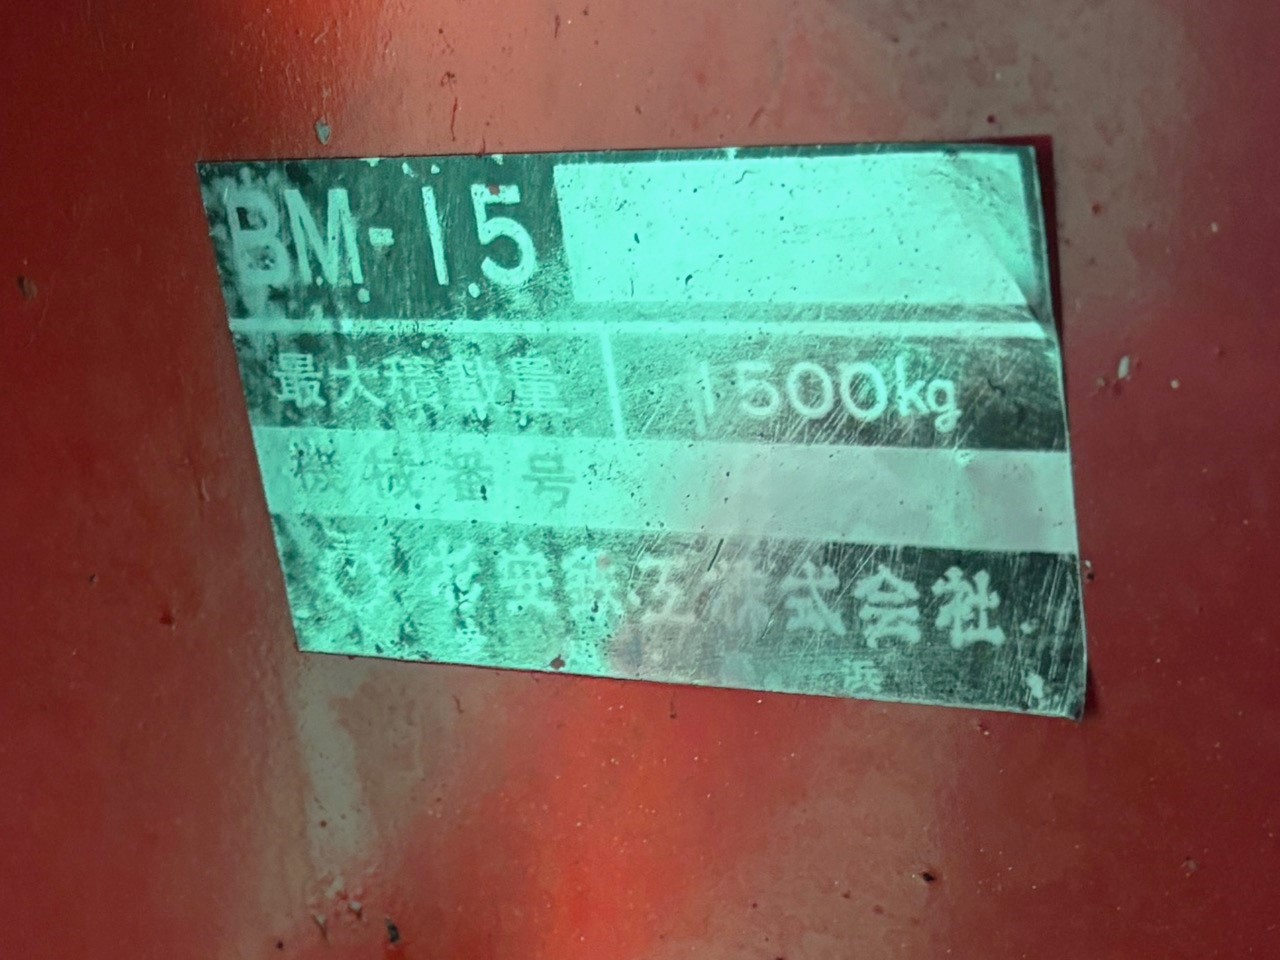 BM-15
最大積載量 1500kg
機械番号
安鉄工株式会社